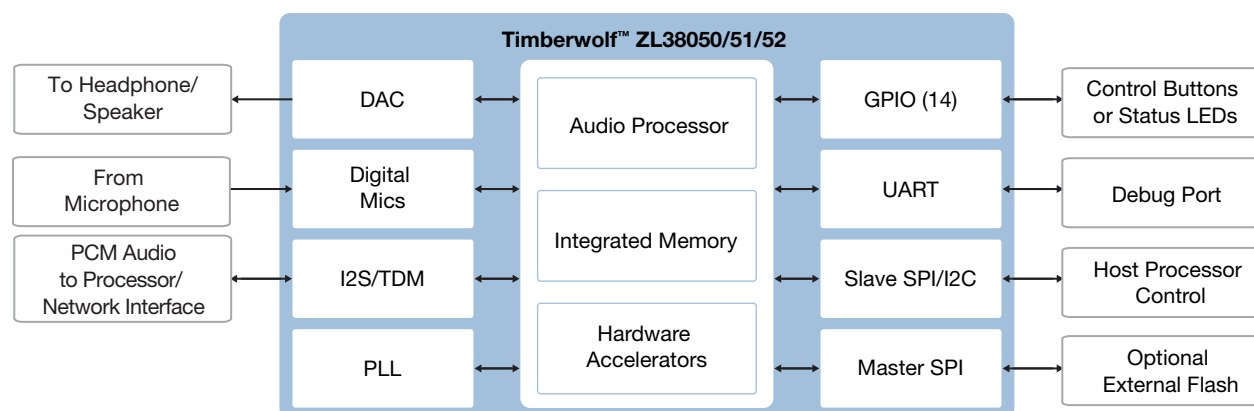 Timberwolf™ ZL38050/51/52
To Headphone/
Speaker
DAC
Audio Processor
GPIO (14)
Control Buttons
or Status LEDs
From
Microphone
Digital
Mics
UART
Debug Port
PCM Audio
to Processor/
Network Interface
I2S/TDM
Integrated Memory
Slave SPI/I2C
Host Processor
Control
PLL
Hardware
Accelerators
Master SPI
Optional
External Flash